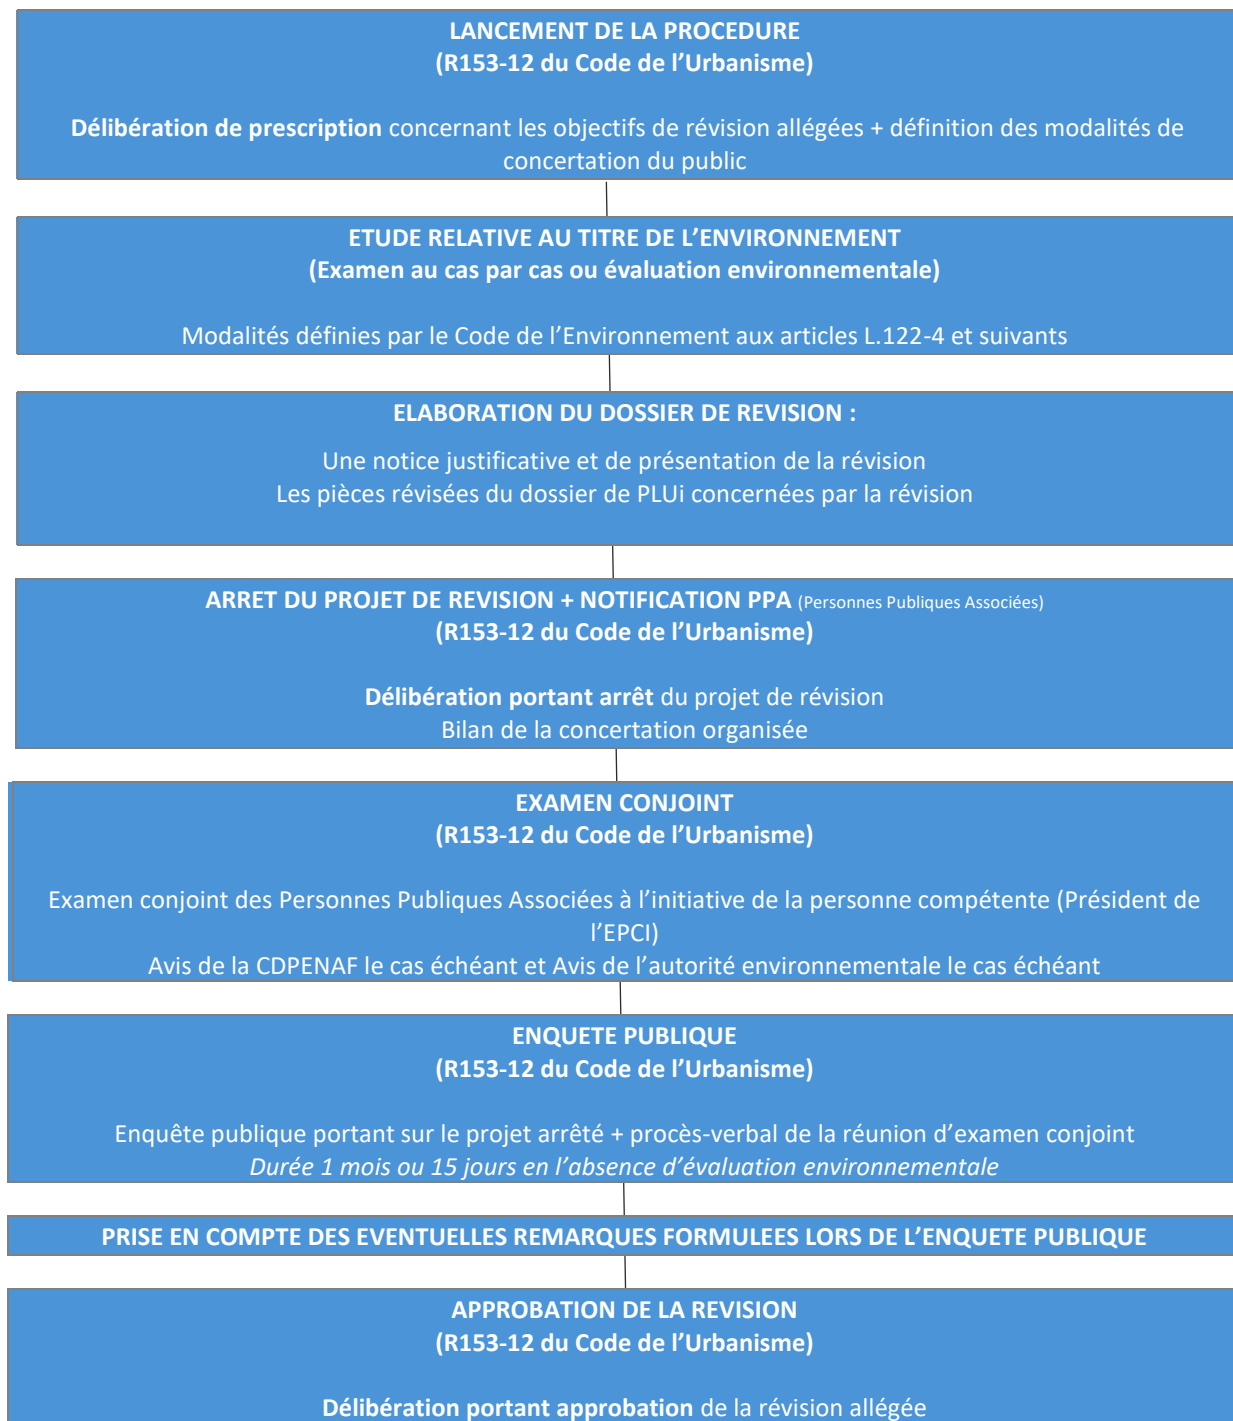 LANCEMENT DE LA PROCEDURE
(R153-12 du Code de l’Urbanisme)
Délibération de prescription concernant les objectifs de révision allégées + définition des modalités de
concertation du public
ETUDE RELATIVE AU TITRE DE L’ENVIRONNEMENT
(Examen au cas par cas ou évaluation environnementale)
Modalités définies par le Code de l’Environnement aux articles L.122-4 et suivants
ELABORATION DU DOSSIER DE REVISION :
Une notice justificative et de présentation de la révision
Les pièces révisées du dossier de PLUi concernées par la révision
ARRET DU PROJET DE REVISION + NOTIFICATION PPA (Personnes Publiques Associées)
(R153-12 du Code de l’Urbanisme)
Délibération portant arrêt du projet de révision
Bilan de la concertation organisée
EXAMEN CONJOINT
(R153-12 du Code de l’Urbanisme)
Examen conjoint des Personnes Publiques Associées à l’initiative de la personne compétente (Président de
l’EPCI)
Avis de la CDPENAF le cas échéant et Avis de l’autorité environnementale le cas échéant
ENQUETE PUBLIQUE
(R153-12 du Code de l’Urbanisme)
Enquête publique portant sur le projet arrêté + procès-verbal de la réunion d’examen conjoint
Durée 1 mois ou 15 jours en l’absence d’évaluation environnementale
PRISE EN COMPTE DES EVENTUELLES REMARQUES FORMULEES LORS DE L’ENQUETE PUBLIQUE
APPROBATION DE LA REVISION
(R153-12 du Code de l’Urbanisme)
Délibération portant approbation de la révision allégée